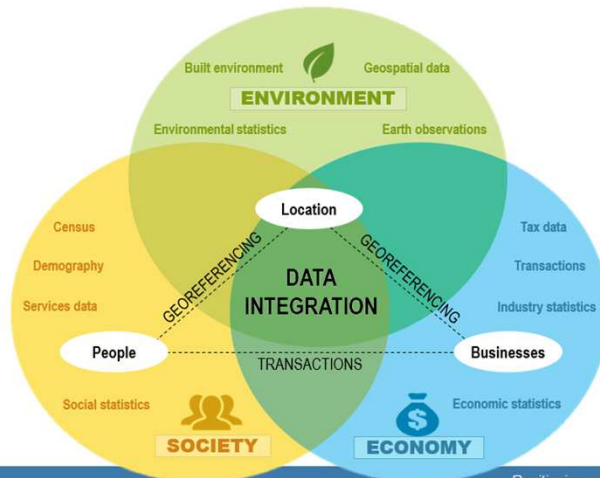 Built environment
Geospatial data
ENVIRONMENT
Environmental statistics
Earth observations
Location
Census
Demography
Services data
GEOREFERENCING
GEOREFERENCING
DATA
INTEGRATION
Tax data
Transactions
Industry statistics
People
TRANSACTIONS
Businesses
Social statistics
Economic statistics
SOCIETY
ECONOMY